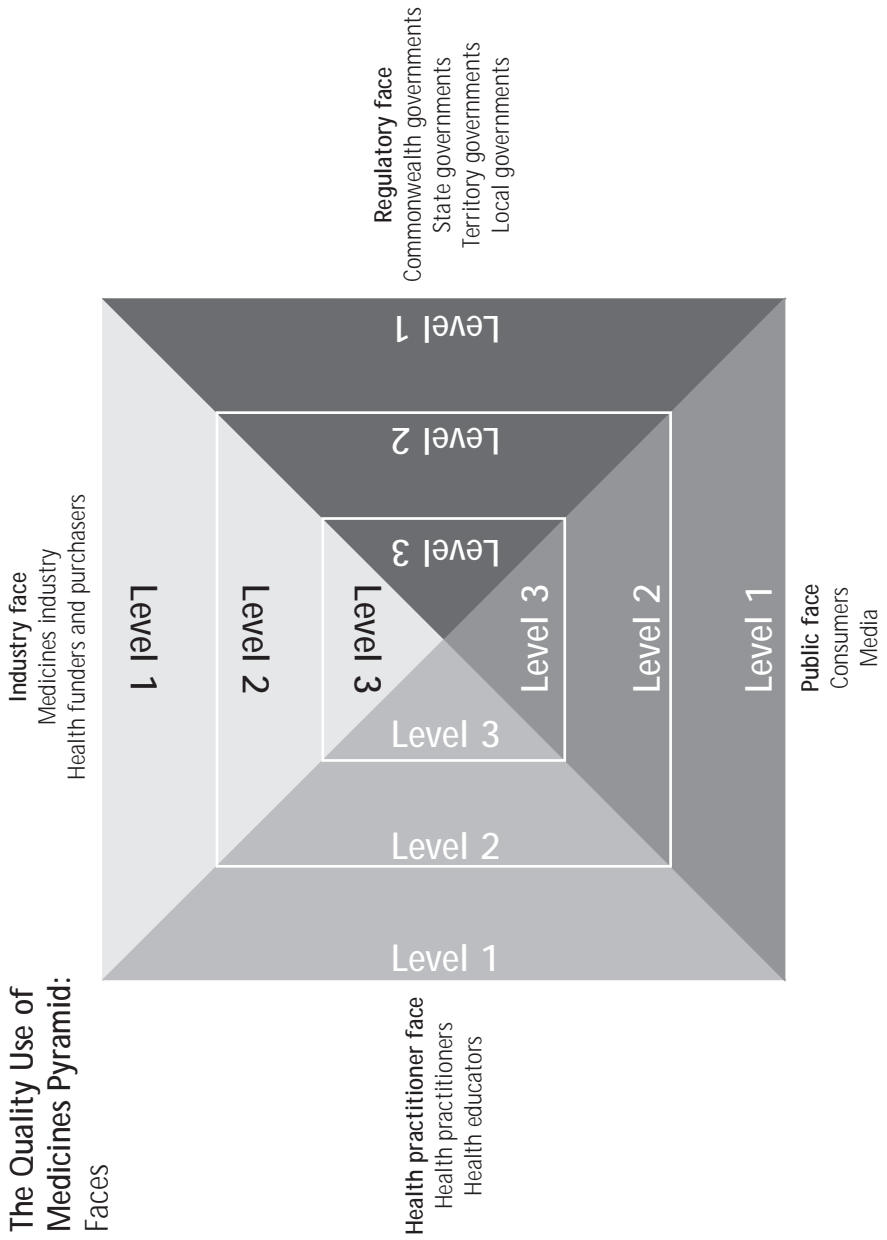 The Quality Use of
Medicines Pyramid:
Faces
Industry face
Medicines industry
Health funders and purchasers
Level 1
Level 2
Level 3
Health practitioner face
Health practitioners
Health educators
Level 1
Level 2
Level 3
Level 3
Level 2
Level 1
Regulatory face
Commonwealth governments
State governments
Territory governments
Local governments
Level 3
Level 2
Level 1
Public face
Consumers
Media